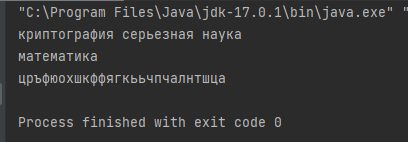 "C:\Program Files\Java\jdk-17.0.1\bin\java.exe" "
криптография серьезная наука
математика
цръфюохшкффягкььчпчалнтшца
Process finished with exit code 0